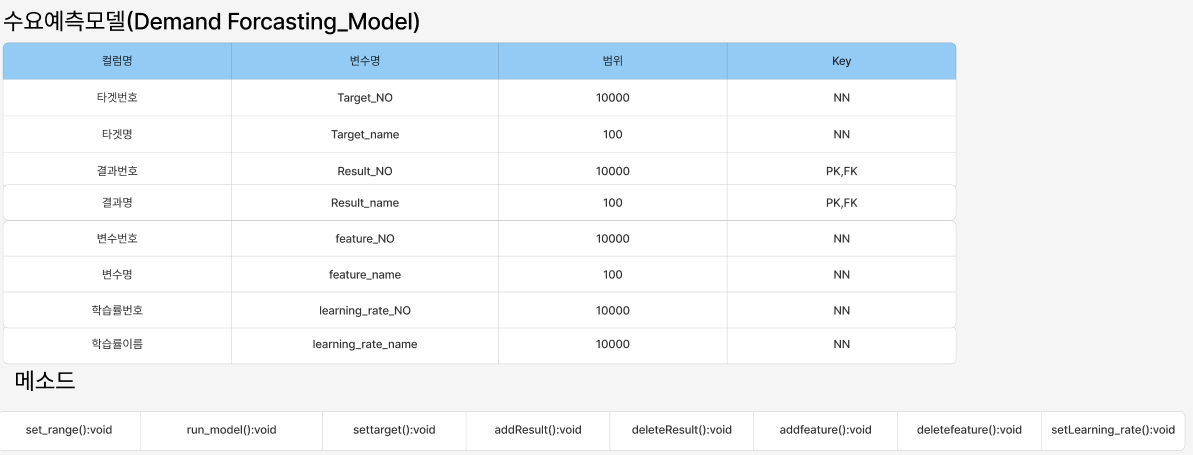 수요예측모델(Demand Forcasting_Model)
컬럼명 변수명 범위 Key
타겟번호 Target_NO 10000 NN
타겟명 Target_name 100 NN
결과번호 Result_NO 10000 PK,FK
결과명 Result_name 100 PK,FK
변수번호 feature_NO 10000 NN
변수명 feature_name 100 NN
학습률번호 learning_rate_NO 10000 NN
학습률이름 learning_rate_name 10000 NN
메소드
set_range():void run_model():void settarget():void addResult():void deleteResult():void addfeature():void deletefeature():void setLearning_rate():void